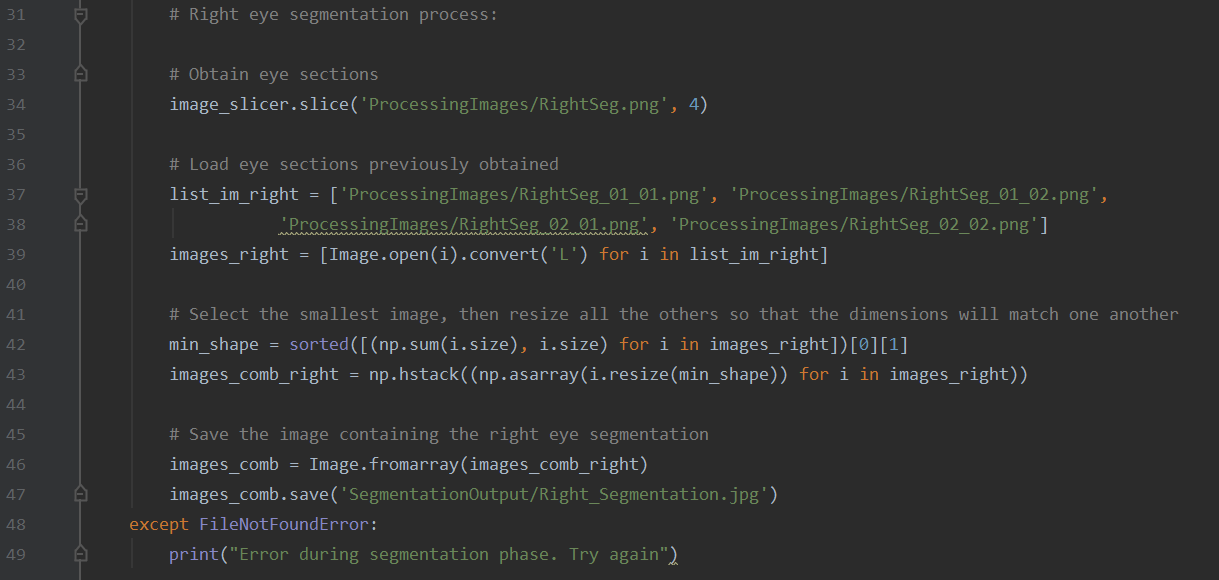 31 # Right eye segmentation process:
32
33 # Obtain eye sections
34 image_slicer.slice('ProcessingImages/RightSeg.png', 4)
35
36 # Load eye sections previously obtained
37 list_im_right = ['ProcessingImages/RightSeg_01_01.png', 'ProcessingImages/RightSeg_01_02.png',
38 'ProcessingImages/RightSeg_02_01.png', 'ProcessingImages/RightSeg_02_02.png']
39 images_right = [Image.open(i).convert('L') for i in list_im_right]
40
41 # Select the smallest image, then resize all the others so that the dimensions will match one another
42 min_shape = sorted([(np.sum(i.size), i.size) for i in images_right])[0][1]
43 images_comb_right = np.hstack((np.asarray(i.resize(min_shape)) for i in images_right))
44
45 # Save the image containing the right eye segmentation
46 images_comb = Image.fromarray(images_comb_right)
47 images_comb.save('SegmentationOutput/Right_Segmentation.jpg')
48 except FileNotFoundError:
49 print("Error during segmentation phase. Try again")